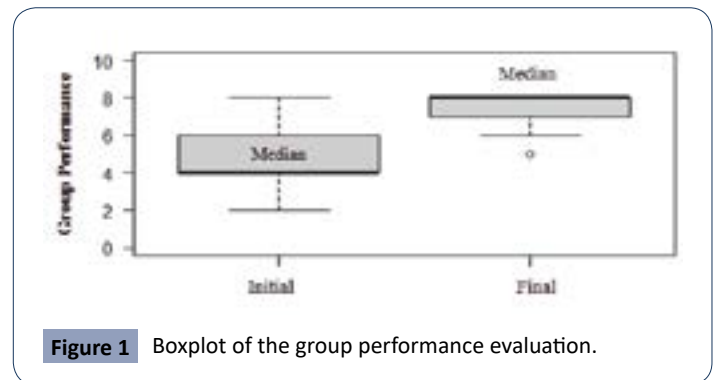 Group Performance
10
8
6
4
2
0
Median
Median
Initial
Final
Figure 1 Boxplot of the group performance evaluation.